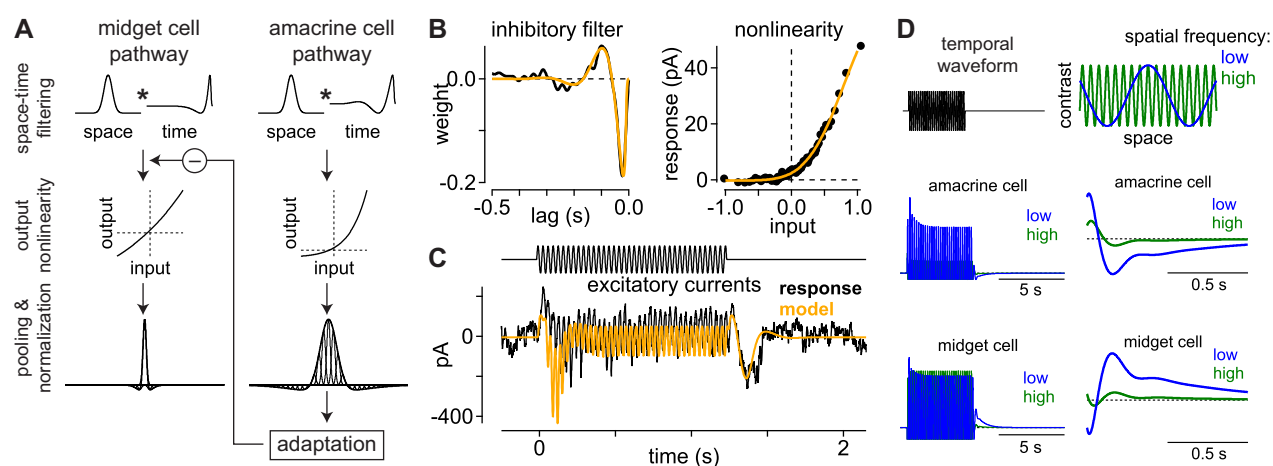 A
midget cell
pathway
amacrine cell
pathway
space-time
filtering
*
space
time
*
space
time
−
output
nonlinearity
output
input
output
input
pooling &
normalization
adaptation
B
inhibitory filter
weight
0.0
-0.2
-0.5
0.0
lag (s)
nonlinearity
response (pA)
40
20
0
-1.0
0.0
1.0
input
C
excitatory currents
response
model
pA
0
-400
0
2
time (s)
D
temporal
waveform
spatial frequency:
low
high
contrast
space
amacrine cell
low
high
5 s
amacrine cell
low
high
0.5 s
midget cell
low
high
5 s
midget cell
low
high
0.5 s